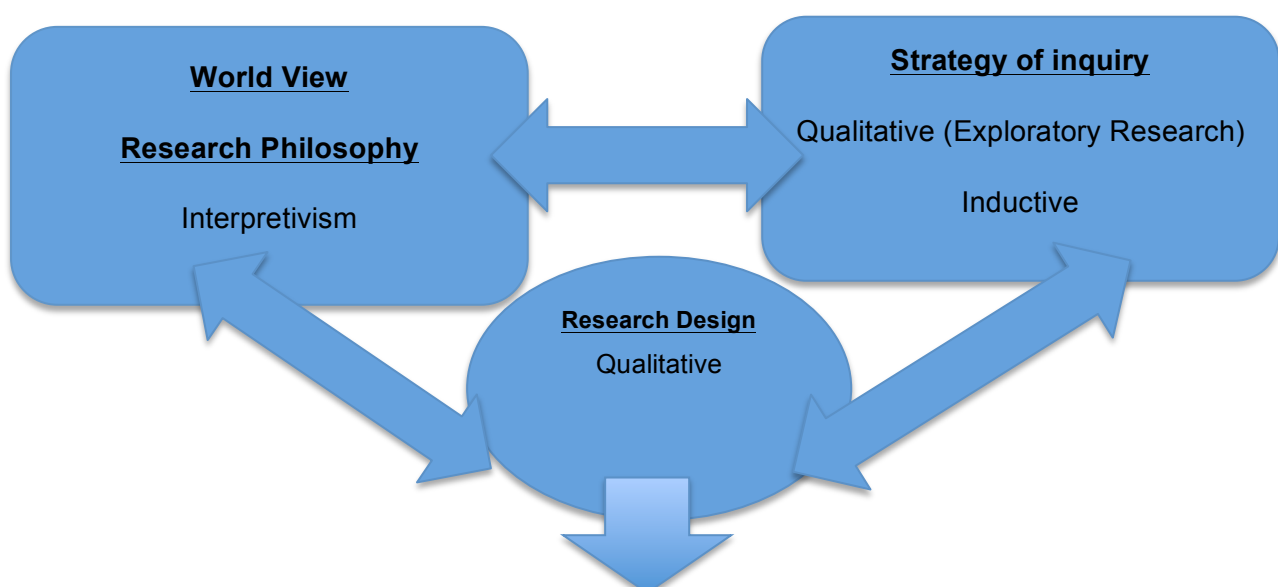 World View
Research Philosophy
Interpretivism
Strategy of inquiry
Qualitative (Exploratory Research)
Inductive
Research Design
Qualitative